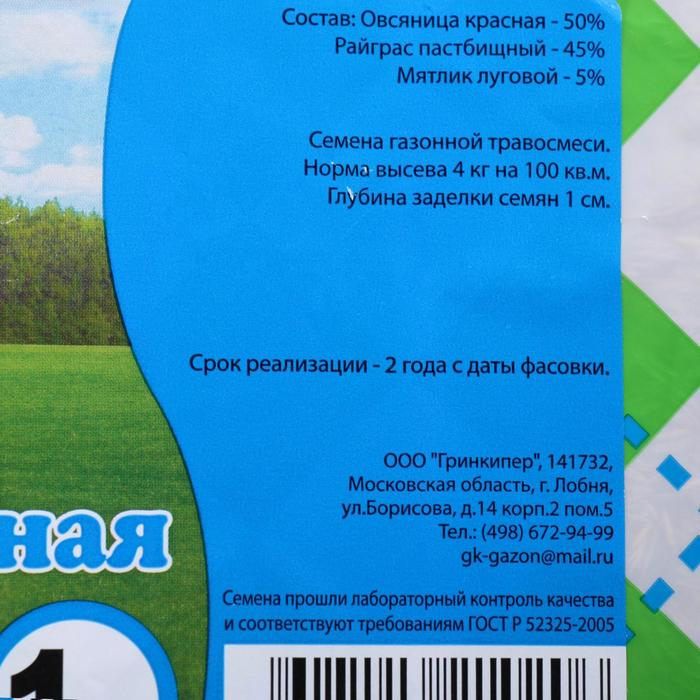 Состав: Овсяница красная - 50%
Райграс пастбищный - 45%
Мятлик луговой - 5%
Семена газонной травосмеси.
Норма высева 4 кг на 100 кв.м.
Глубина заделки семян 1 см.
Срок реализации - 2 года с даты фасовки.
ООО "Гринкипер", 141732,
Московская область, г. Лобня,
ул.Борисова, д.14 корп.2 пом.5
Тел.: (498) 672-94-99
gk-gazon@mail.ru
ная
Семена прошли лабораторный контроль качества
и соответствуют требованиям ГОСТ Р 52325-2005
1